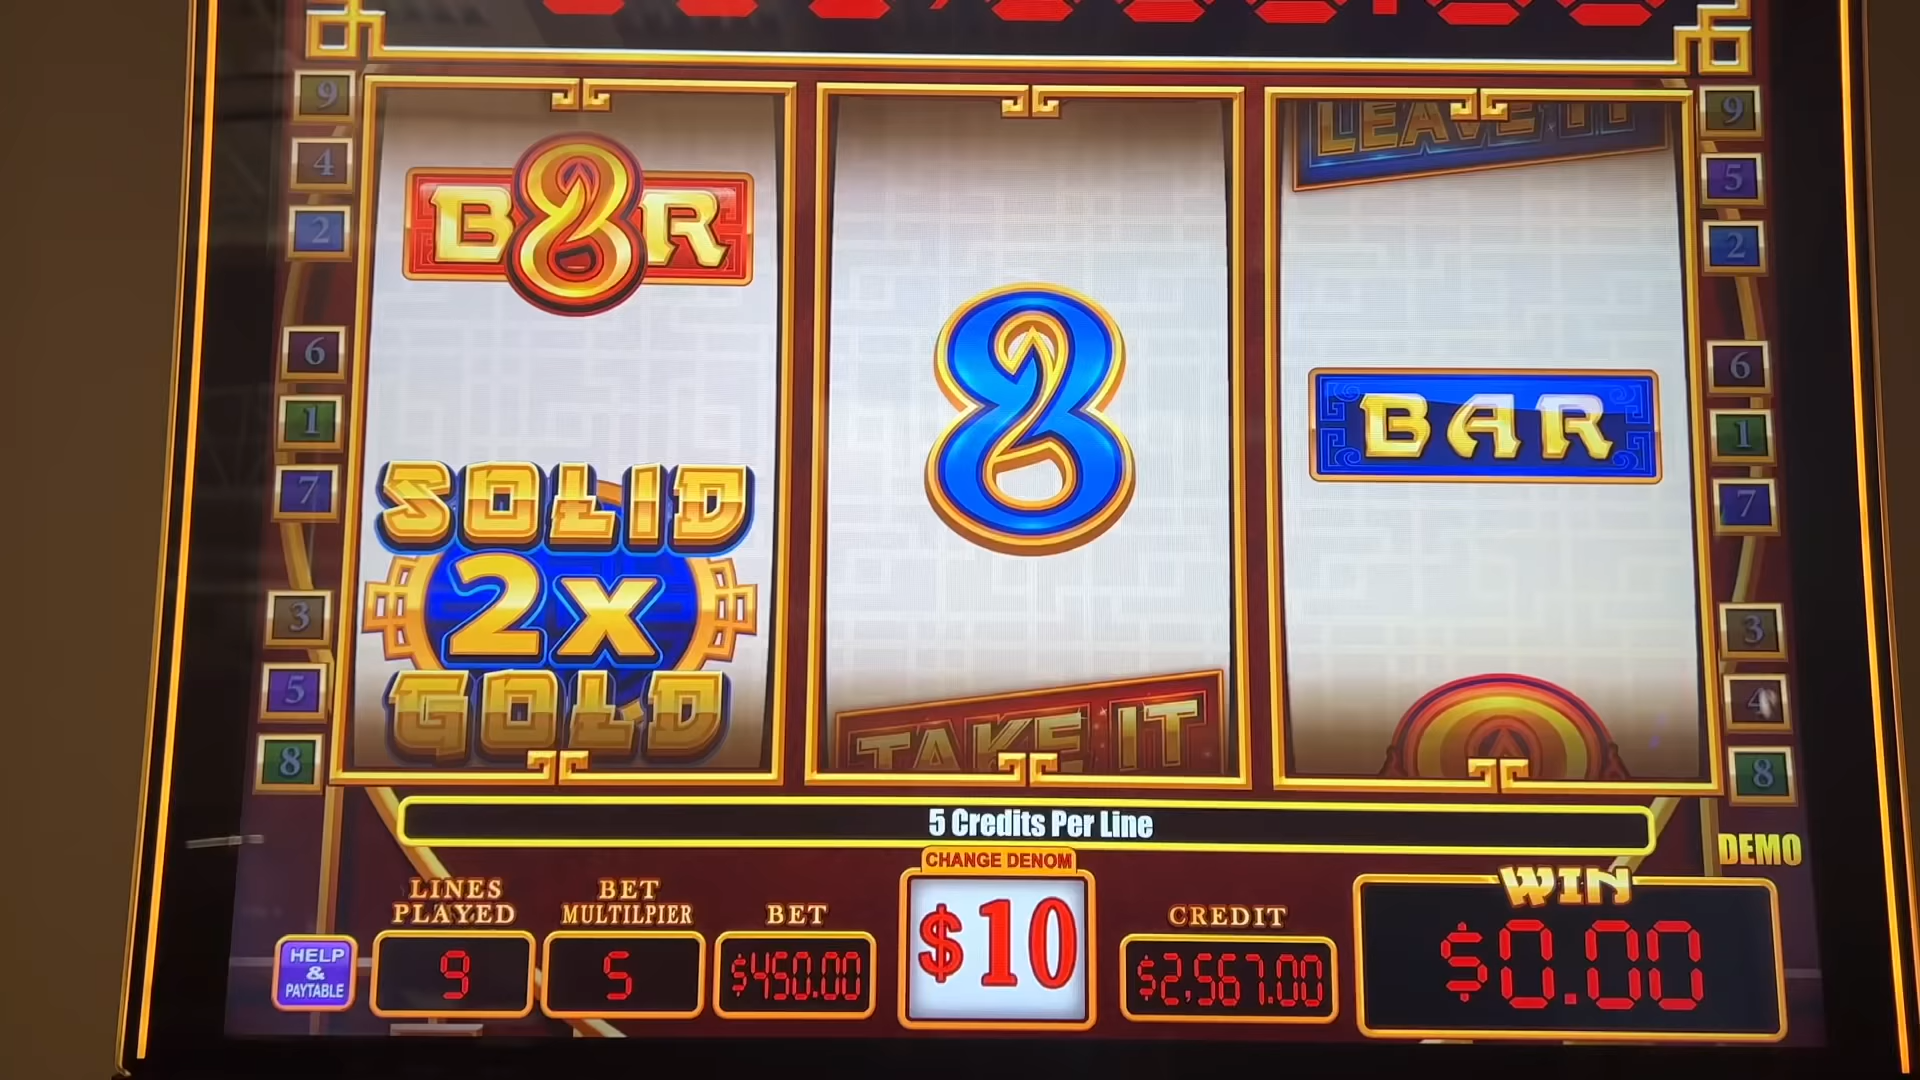 9
4
2
6
1
7
3
5
8
B8R
SOLID
2x
GOLD
8
TAKE IT
LEAVE IT
BAR
9
5
2
6
1
7
3
4
8
5 Credits Per Line
DEMO
LINES PLAYED
9
BET MULTILPIER
5
BET
$450.00
CHANGE DENOM
$10
CREDIT
$2,567.00
WIN
$0.00
HELP
&
PAYTABLE